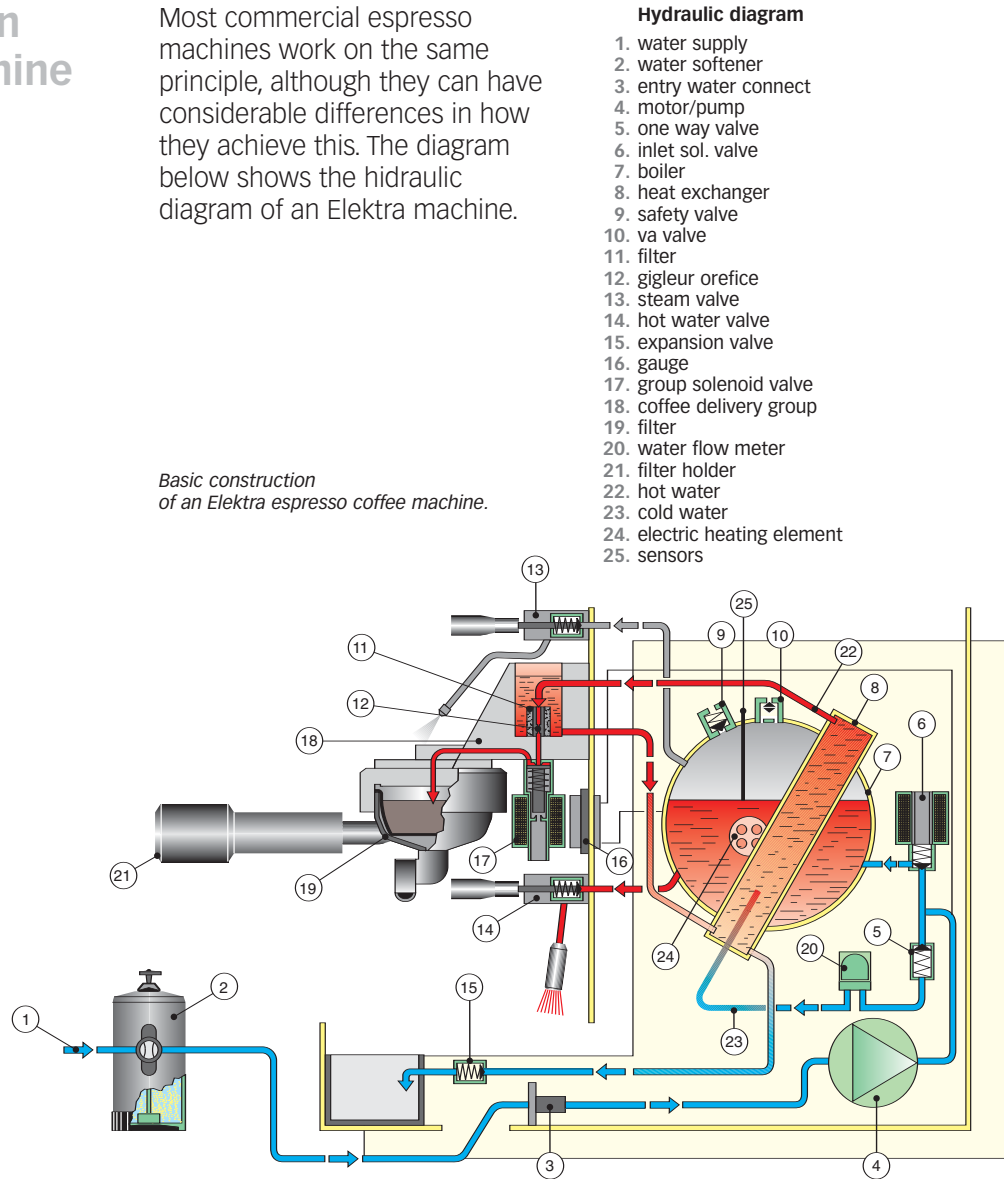 n
nine
Most commercial espresso
machines work on the same
principle, although they can have
considerable differences in how
they achieve this. The diagram
below shows the hidraulic
diagram of an Elektra machine.
Basic construction
of an Elektra espresso coffee machine.
Hydraulic diagram
1. water supply
2. water softener
3. entry water connect
4. motor/pump
5. one way valve
6. inlet sol. valve
7. boiler
8. heat exchanger
9. safety valve
10. va valve
11. filter
12. gigleur orefice
13. steam valve
14. hot water valve
15. expansion valve
16. gauge
17. group solenoid valve
18. coffee delivery group
19. filter
20. water flow meter
21. filter holder
22. hot water
23. cold water
24. electric heating element
25. sensors
13
25
9
10
11
22
8
12
6
18
7
17
16
21
19
14
24
5
20
2
15
1
23
3
4